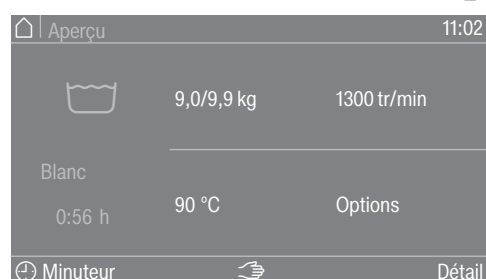 Aperçu 11:02
9,0/9,9 kg 1300 tr/min
Blanc
0:56 h
90 °C Options
Minuteur Détail